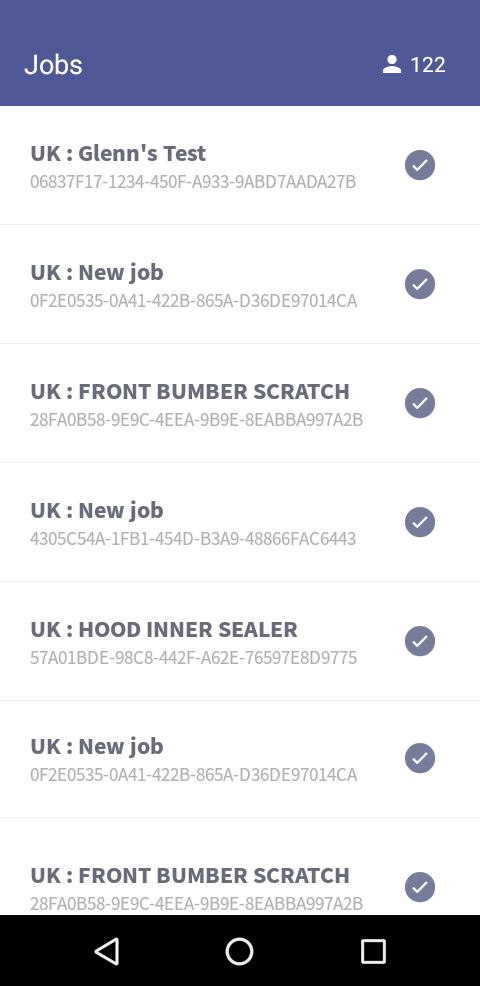 Jobs
122
UK : Glenn's Test
06837F17-1234-450F-A933-9ABD7AADA27B
UK : New job
0F2E0535-0A41-422B-865A-D36DE97014CA
UK : FRONT BUMBER SCRATCH
28FA0B58-9E9C-4EEA-9B9E-8EABBA997A2B
UK : New job
4305C54A-1FB1-454D-B3A9-48866FAC6443
UK : HOOD INNER SEALER
57A01BDE-98C8-442F-A62E-76597E8D9775
UK : New job
0F2E0535-0A41-422B-865A-D36DE97014CA
UK : FRONT BUMBER SCRATCH
28FA0B58-9E9C-4EEA-9B9E-8EABBA997A2B